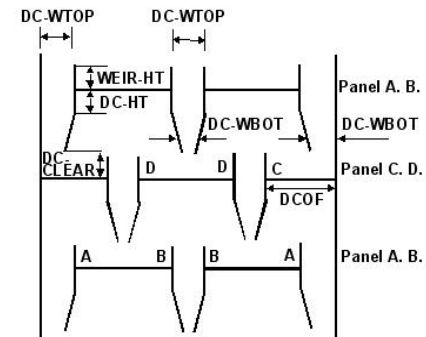 DC-WTOP DC-WTOP
WEIR-HT
Panel A. B.
DC-HT
DC-WBOT DC-WBOT
DC-
CLEAR
D D C Panel C. D.
DCOF
A B B A Panel A. B.